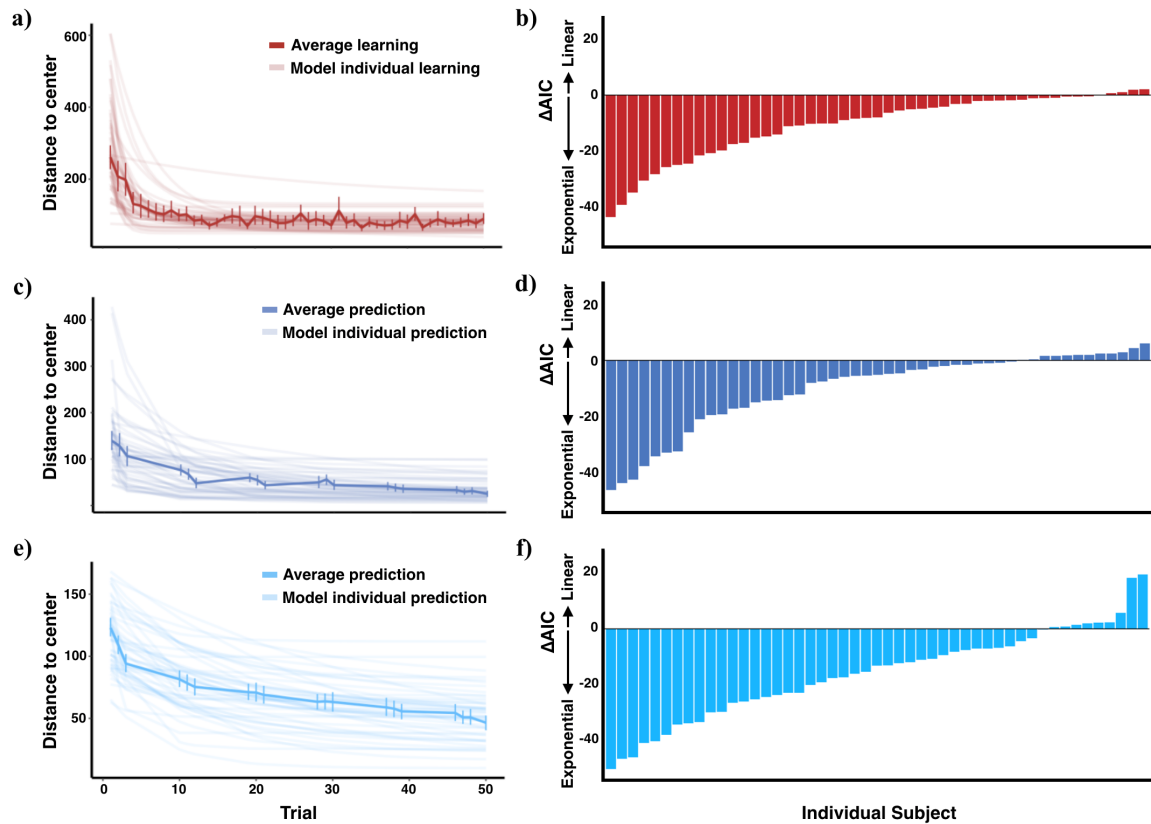 a)
Distance to center
600
400
200
Average learning
Model individual learning
b)
ΔAIC
Exponential
Linear
20
0
-20
-40
c)
Distance to center
400
300
200
100
Average prediction
Model individual prediction
d)
ΔAIC
Exponential
Linear
20
0
-20
-40
e)
Distance to center
150
100
50
Average prediction
Model individual prediction
0 10 20 30 40 50
Trial
f)
ΔAIC
Exponential
Linear
20
0
-20
-40
Individual Subject